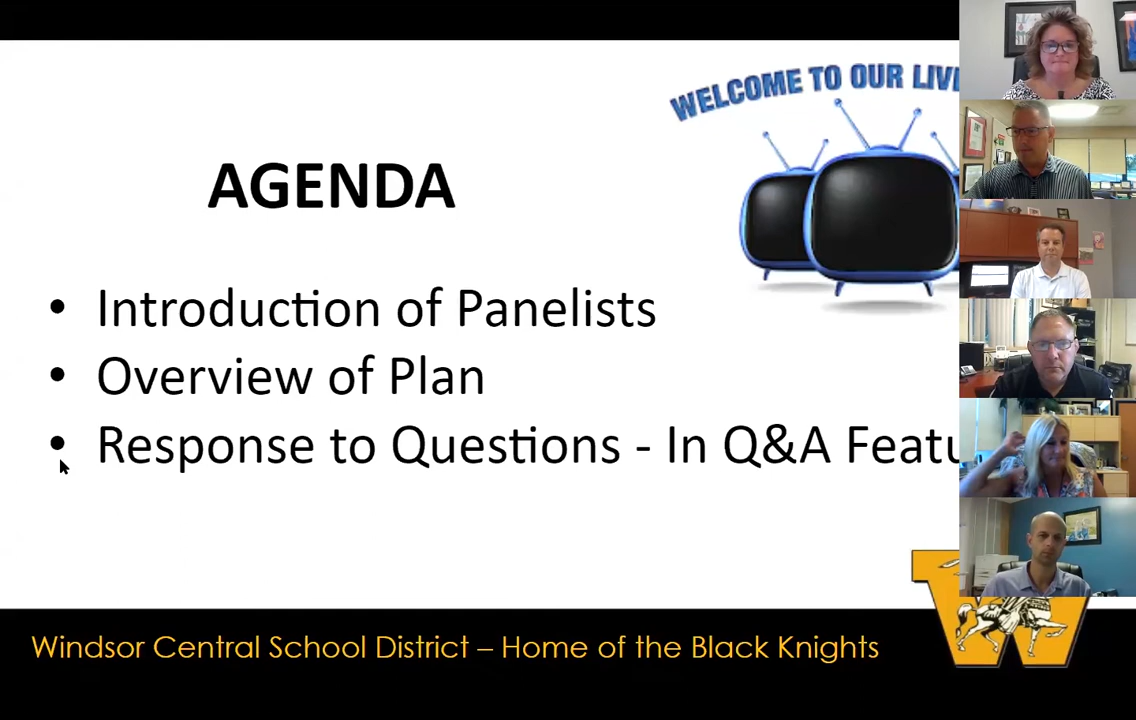 WELCOME TO OUR LIV
AGENDA
• Introduction of Panelists
• Overview of Plan
• Response to Questions - In Q&A Featu
W
Windsor Central School District – Home of the Black Knights